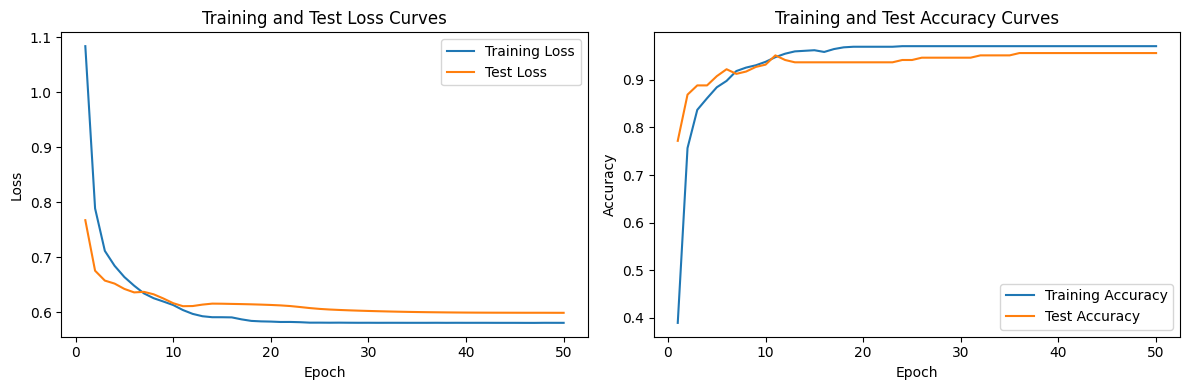 Training and Test Loss Curves
1.1
1.0
0.9
0.8
0.7
0.6
Loss
0 10 20 30 40 50
Epoch
Training Loss
Test Loss
Training and Test Accuracy Curves
0.9
0.8
0.7
0.6
0.5
0.4
Accuracy
0 10 20 30 40 50
Epoch
Training Accuracy
Test Accuracy